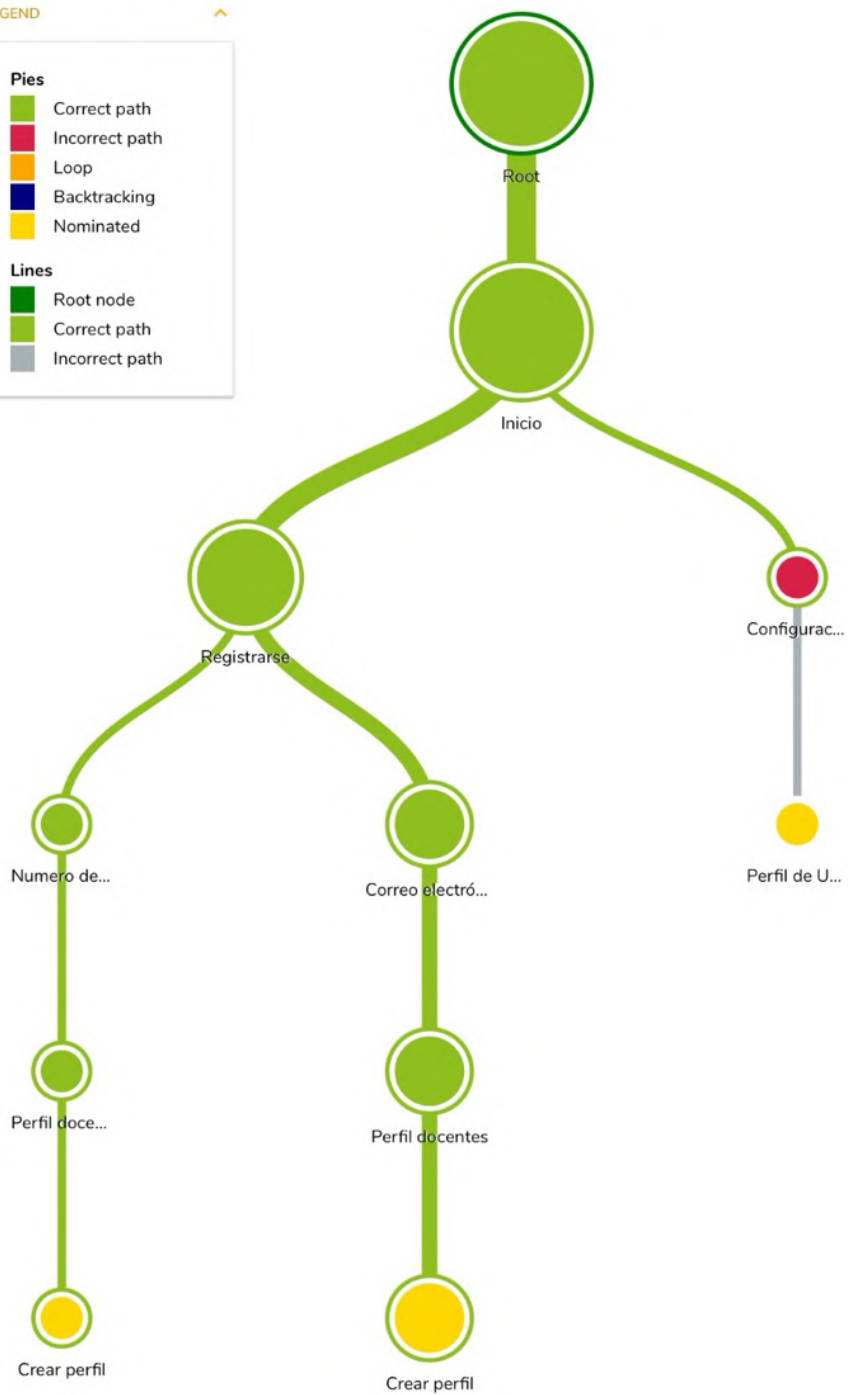 GEND
Pies
Correct path
Incorrect path
Loop
Backtracking
Nominated
Lines
Root node
Correct path
Incorrect path
Root
Inicio
Registrarse
Configurac...
Numero de...
Correo electró...
Perfil de U...
Perfil doce...
Perfil docentes
Crear perfil
Crear perfil